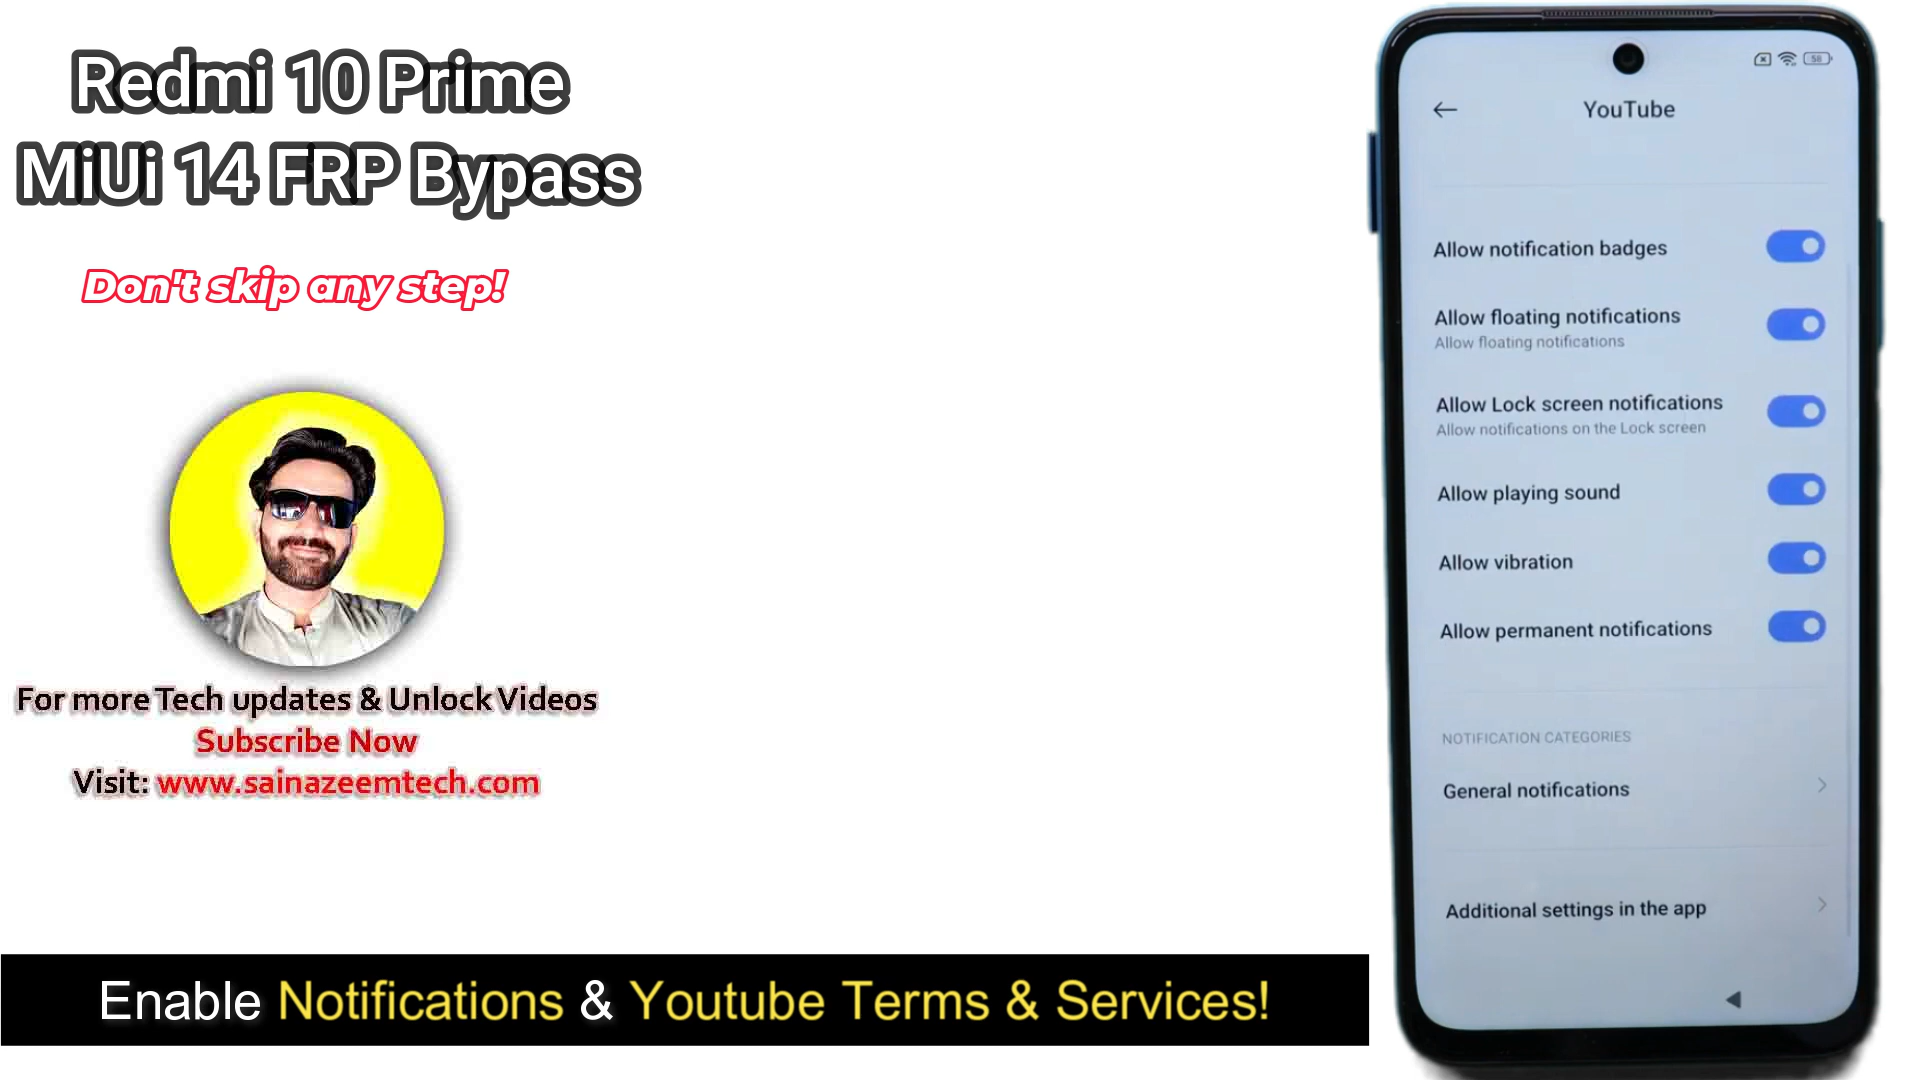 Redmi 10 Prime
MiUi 14 FRP Bypass
Don't skip any step!
For more Tech updates & Unlock Videos
Subscribe Now
Visit: www.sainazeemtech.com
Enable Notifications & Youtube Terms & Services!
58
YouTube
Allow notification badges
Allow floating notifications
Allow floating notifications
Allow Lock screen notifications
Allow notifications on the Lock screen
Allow playing sound
Allow vibration
Allow permanent notifications
NOTIFICATION CATEGORIES
General notifications
Additional settings in the app